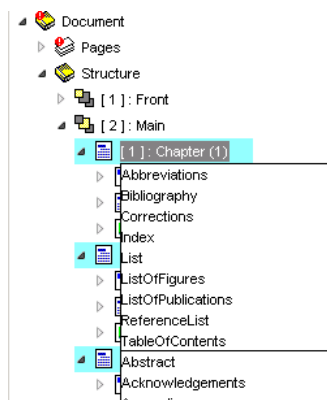 Document
Pages
Structure
[ 1 ] : Front
[ 2 ] : Main
[ 1 ] : Chapter (1)
Abbreviations
Bibliography
Corrections
Index
List
ListOfFigures
ListOfPublications
ReferenceList
TableOfContents
Abstract
Acknowledgements